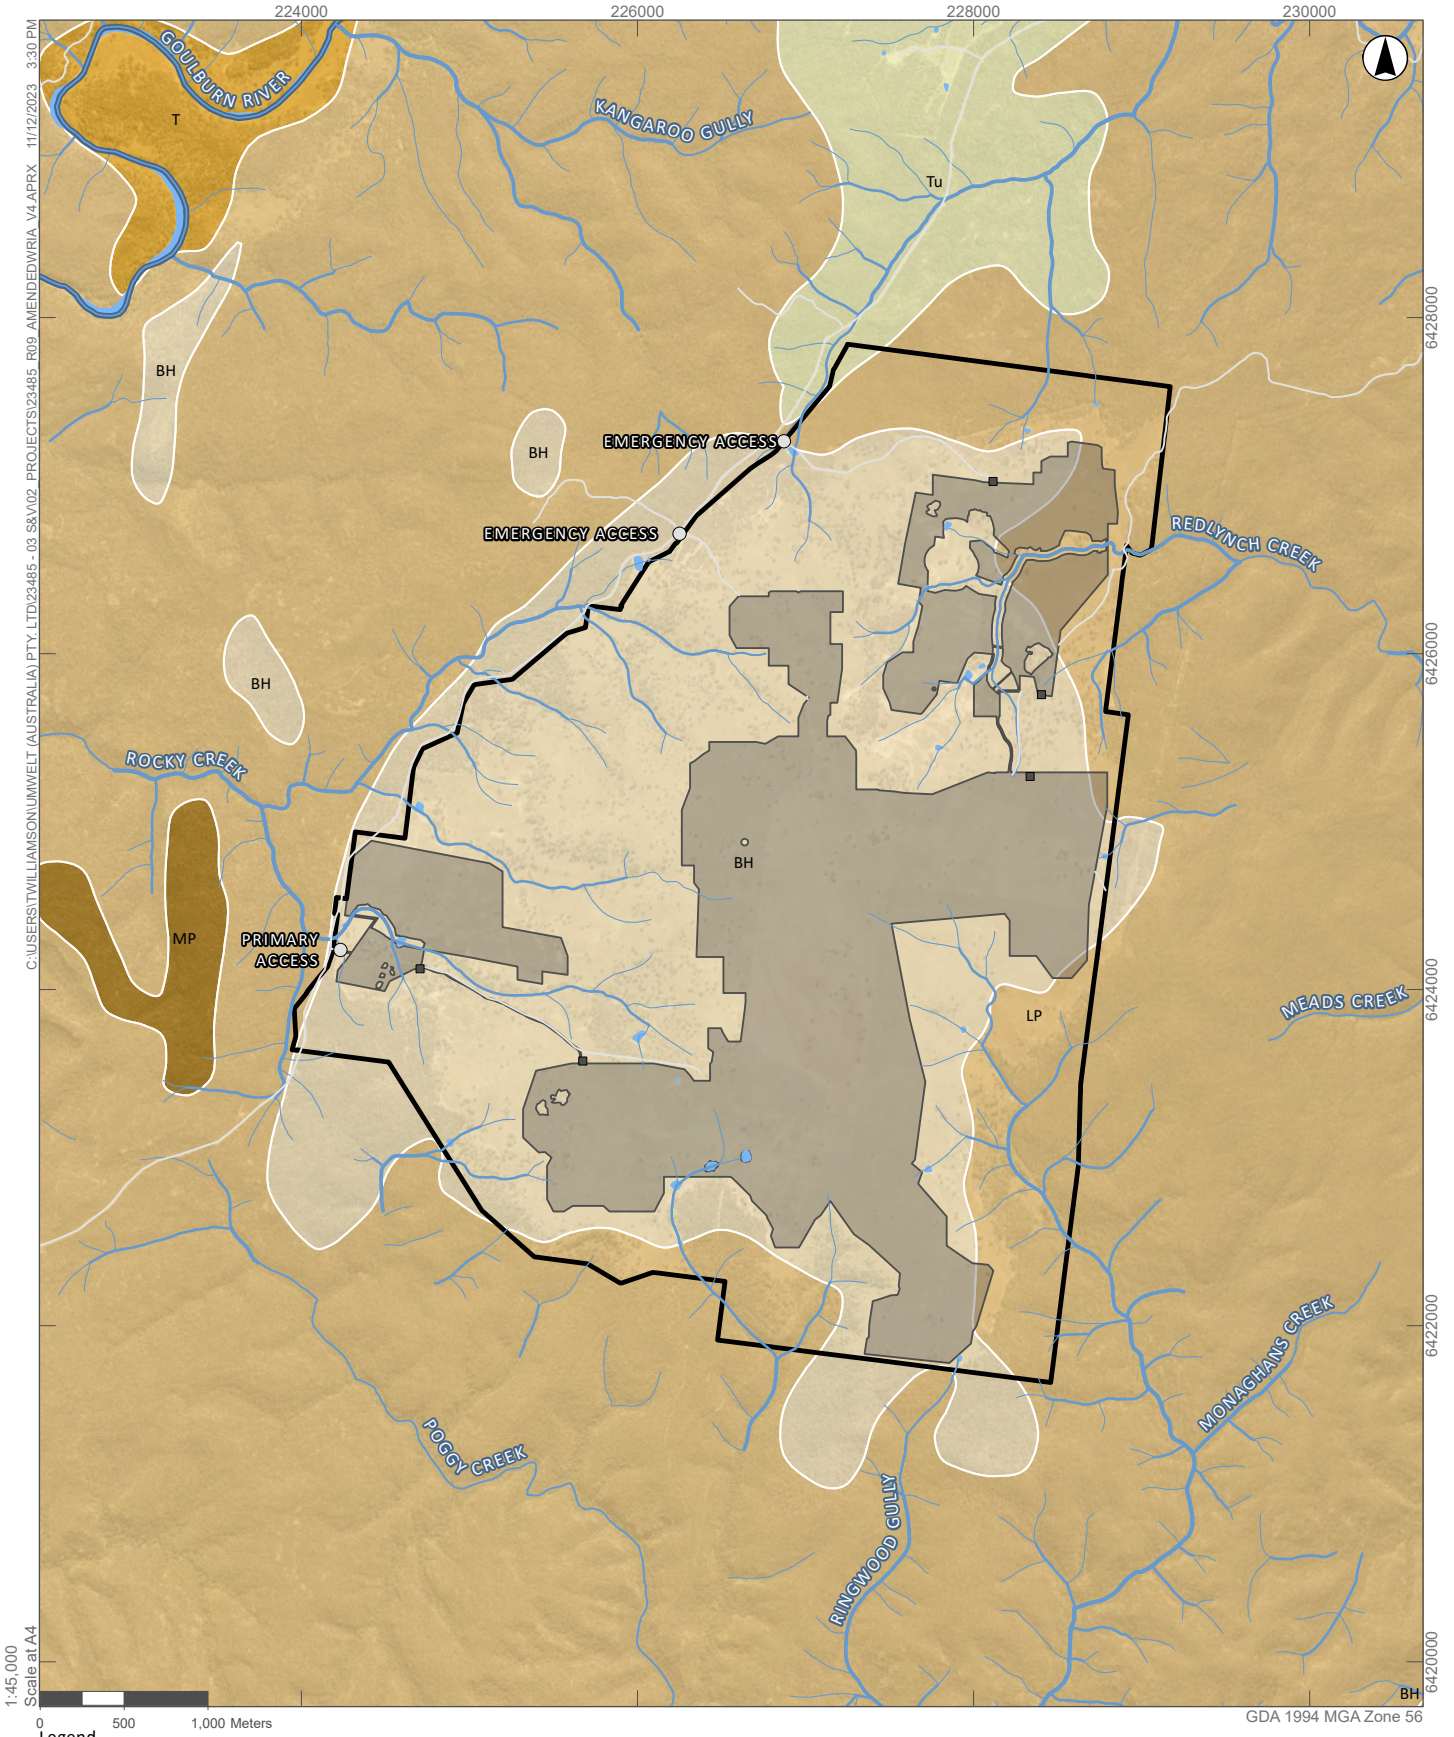 224000
226000
228000
230000
C:\USERS\TWILLIAMSON\UMWELT (AUSTRALIA) PTY. LTD\23485 - 03 S&V\02_PROJECTS\23485_R09_AMENDEDWRIA_V4.APRX 11/12/2023 3:30 PM
GOULBURN RIVER
T
KANGAROO GULLY
Tu
6428000
BH
EMERGENCY ACCESS
BH
EMERGENCY ACCESS
REDLYNCH CREEK
6426000
BH
ROCKY CREEK
BH
MP
PRIMARY
ACCESS
6424000
MEADS CREEK
LP
6422000
MONAGHANS CREEK
POGGY CREEK
RINGWOOD GULLY
6420000
BH
1:45,000
Scale at A4
0 500 1,000 Meters
GDA 1994 MGA Zone 56
Legend